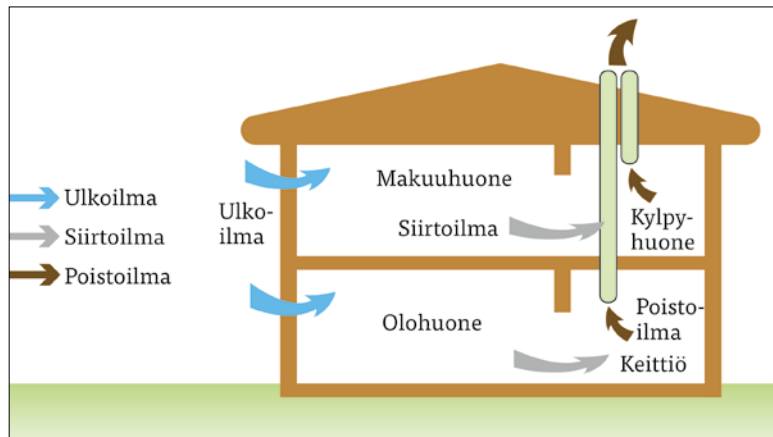 Ulkoilma
Siirtoilma
Poistoilma
Ulko-
ilma
Makuuhuone
Siirtoilma
Kylpy-
huone
Olohuone
Poisto-
ilma
Keittiö